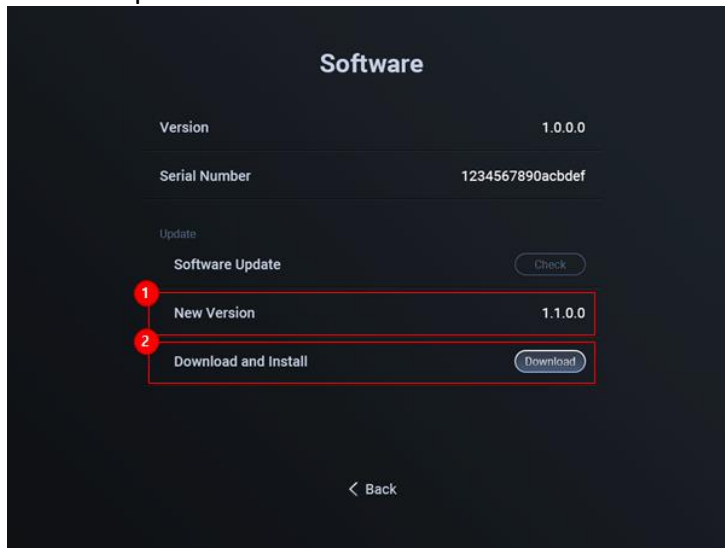 Software
Version 1.0.0.0
Serial Number 1234567890acbdef
Update
Software Update Check
1
New Version 1.1.0.0
2
Download and Install Download
< Back